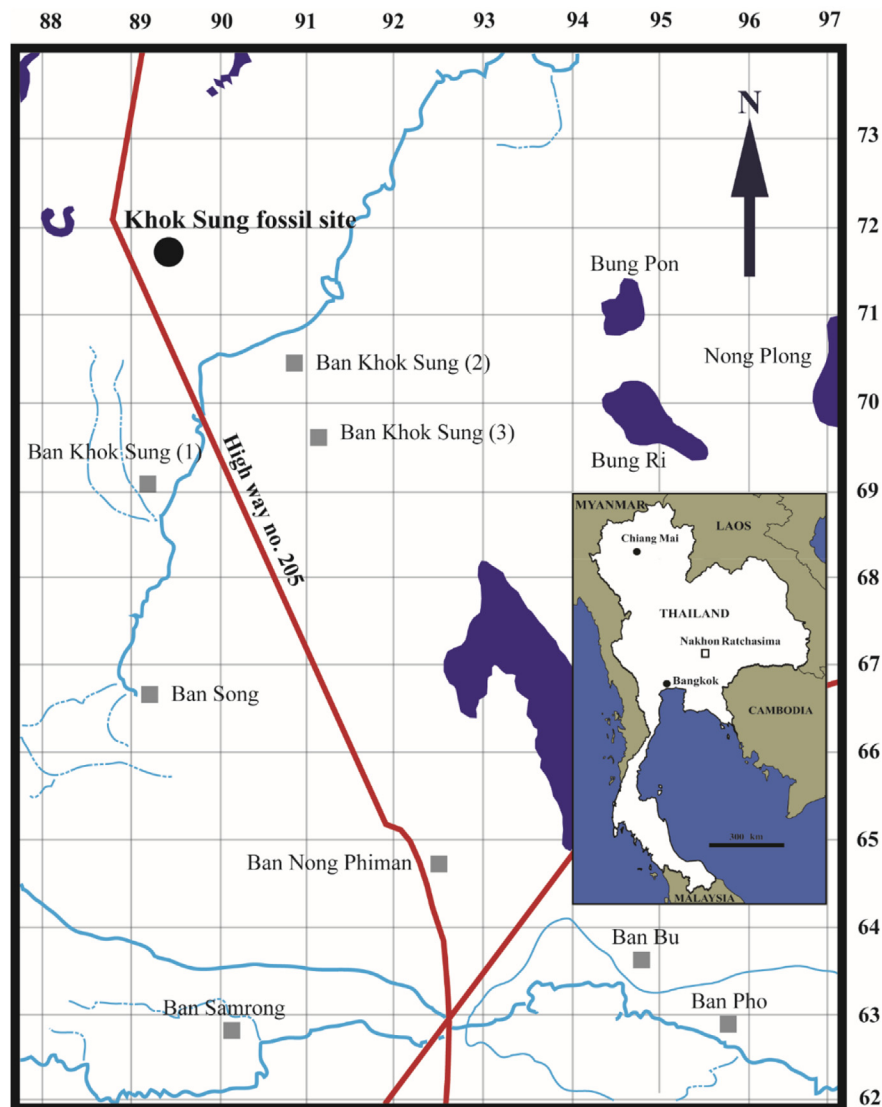 88 89 90 91 92 93 94 95 96 97
N
73
Khok Sung fossil site
72
Bung Pon
71
Nong Plong
Ban Khok Sung (2)
70
Ban Khok Sung (3)
Ban Khok Sung (1)
Bung Ri
High way no. 205
69
MYANMAR
LAOS
Chiang Mai
68
THAILAND
Nakhon Ratchasima
67
Bangkok
Ban Song
CAMBODIA
66
300 km
65
Ban Nong Phiman
MALAYSIA
64
Ban Bu
Ban Samrong
Ban Pho
63
62